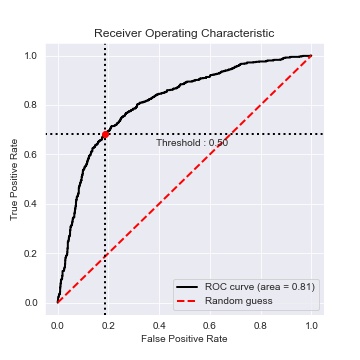 Receiver Operating Characteristic
1.0
0.8
0.6
0.4
0.2
0.0
True Positive Rate
Threshold : 0.50
ROC curve (area = 0.81)
Random guess
0.0 0.2 0.4 0.6 0.8 1.0
False Positive Rate